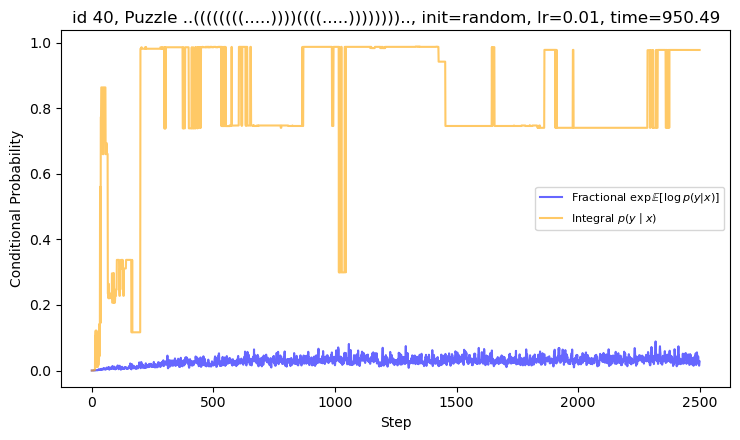 id 40, Puzzle ..((((((((.....))))((((.....)))))))).., init=random, lr=0.01, time=950.49
1.0
0.8
0.6
0.4
0.2
0.0
Conditional Probability
Fractional exp𝔼[log p(y|x)]
Integral p(y | x)
0 500 1000 1500 2000 2500
Step